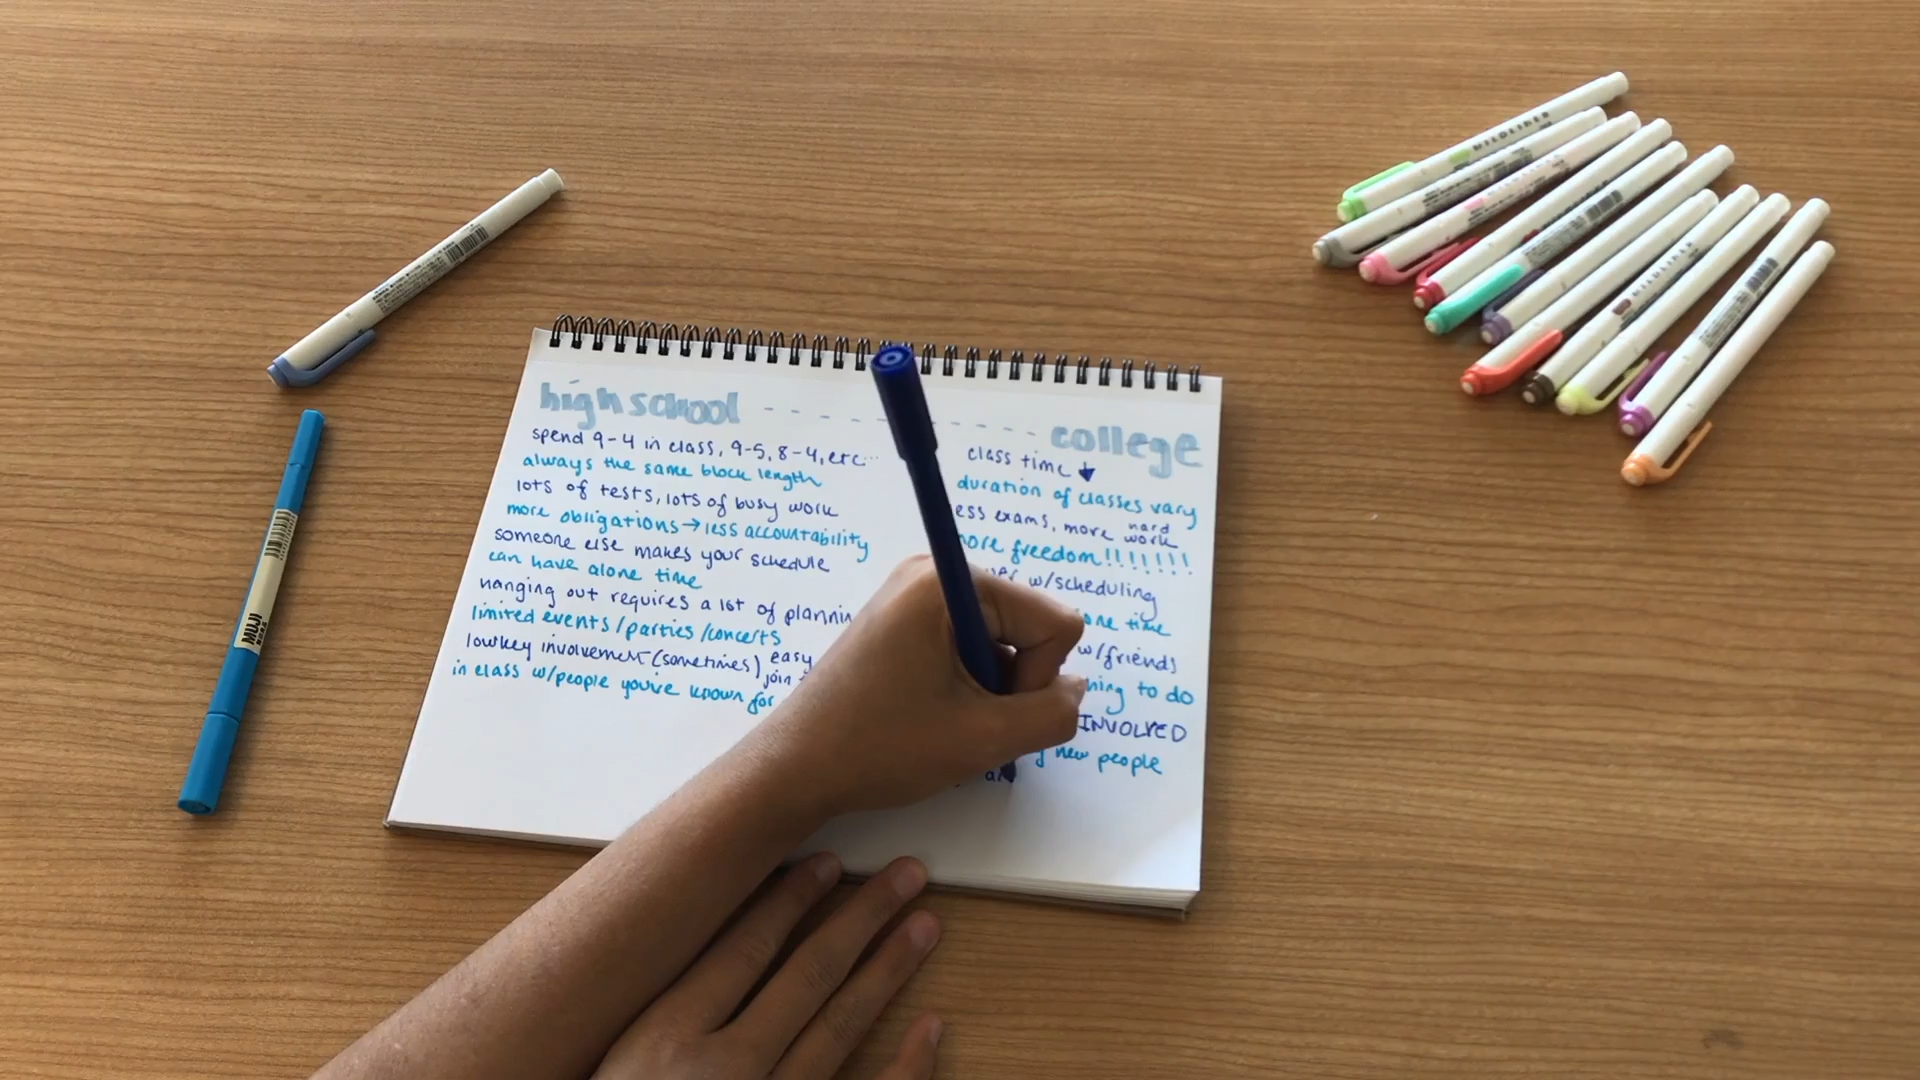 high school - - - - - - - - - - college
spend 9-4 in class, 9-5, 8-4, etc...
always the same block length
lots of tests, lots of busy work
more obligations → less accountability
someone else makes your schedule
can have alone time
hanging out requires a lot of
limited events/parties/concerts
lowkey involvement (sometimes) easy
join
in class w/people you've known for
class time ↓
duration of classes vary
exams, more hard work
freedom!!!!!!!
w/scheduling
time
w/friends
to do
INVOLVED
new people
MUJI
MILDLINER